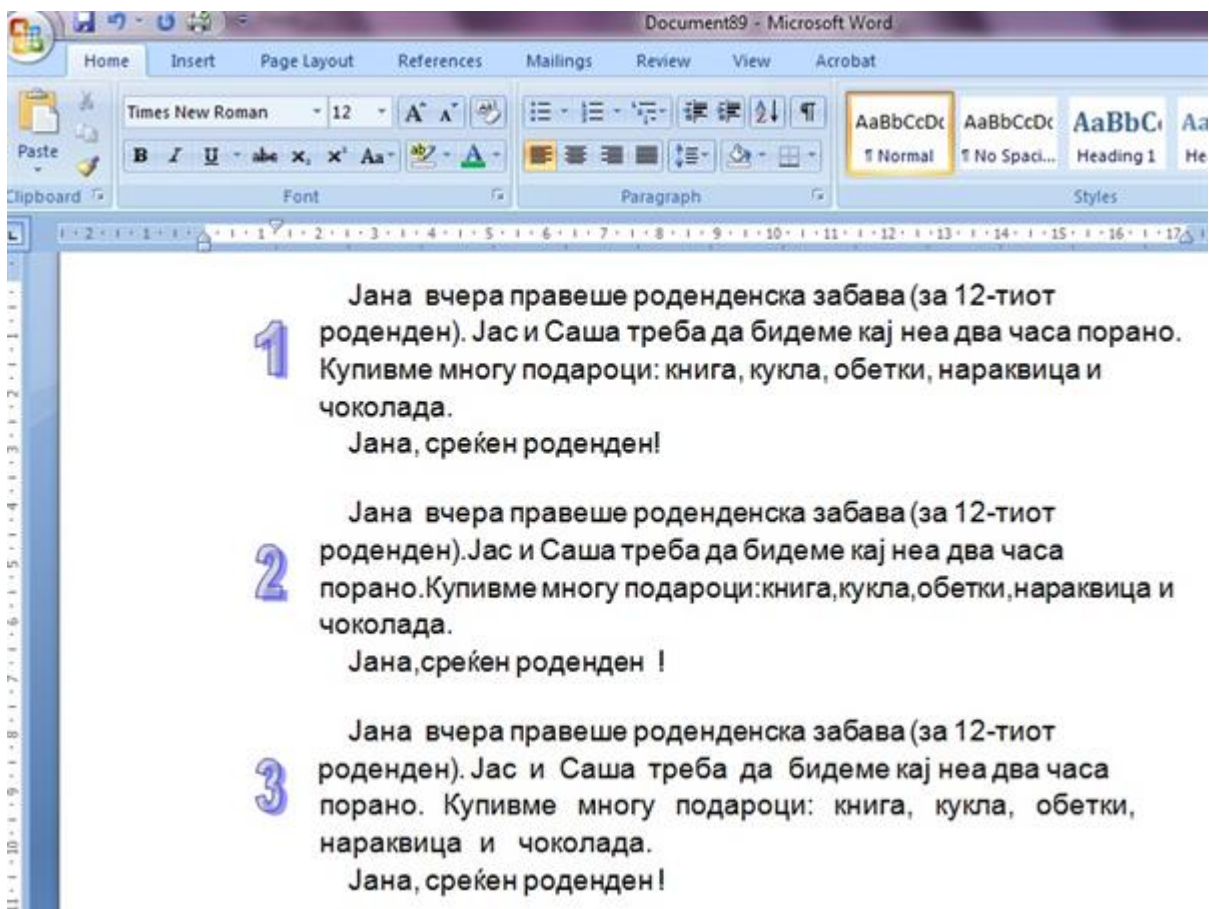 Document89 - Microsoft Word
Home Insert Page Layout References Mailings Review View Acrobat
Times New Roman 12
AaBbCcDc AaBbCcDc AaBbC Aa
Paste
¶ Normal ¶ No Spaci... Heading 1 He
Clipboard Font Paragraph Styles
Јана вчера правеше роденденска забава (за 12-тиот
1 роденден). Јас и Саша треба да бидеме кај неа два часа порано.
Купивме многу подароци: книга, кукла, обетки, нараквица и
чоколада.
Јана, среќен роденден!
Јана вчера правеше роденденска забава (за 12-тиот
2 роденден).Јас и Саша треба да бидеме кај неа два часа
порано.Купивме многу подароци:книга,кукла,обетки,нараквица и
чоколада.
Јана,среќен роденден !
Јана вчера правеше роденденска забава (за 12-тиот
3 роденден). Јас и Саша треба да бидеме кај неа два часа
порано. Купивме многу подароци: книга, кукла, обетки,
нараквица и чоколада.
Јана, среќен роденден!